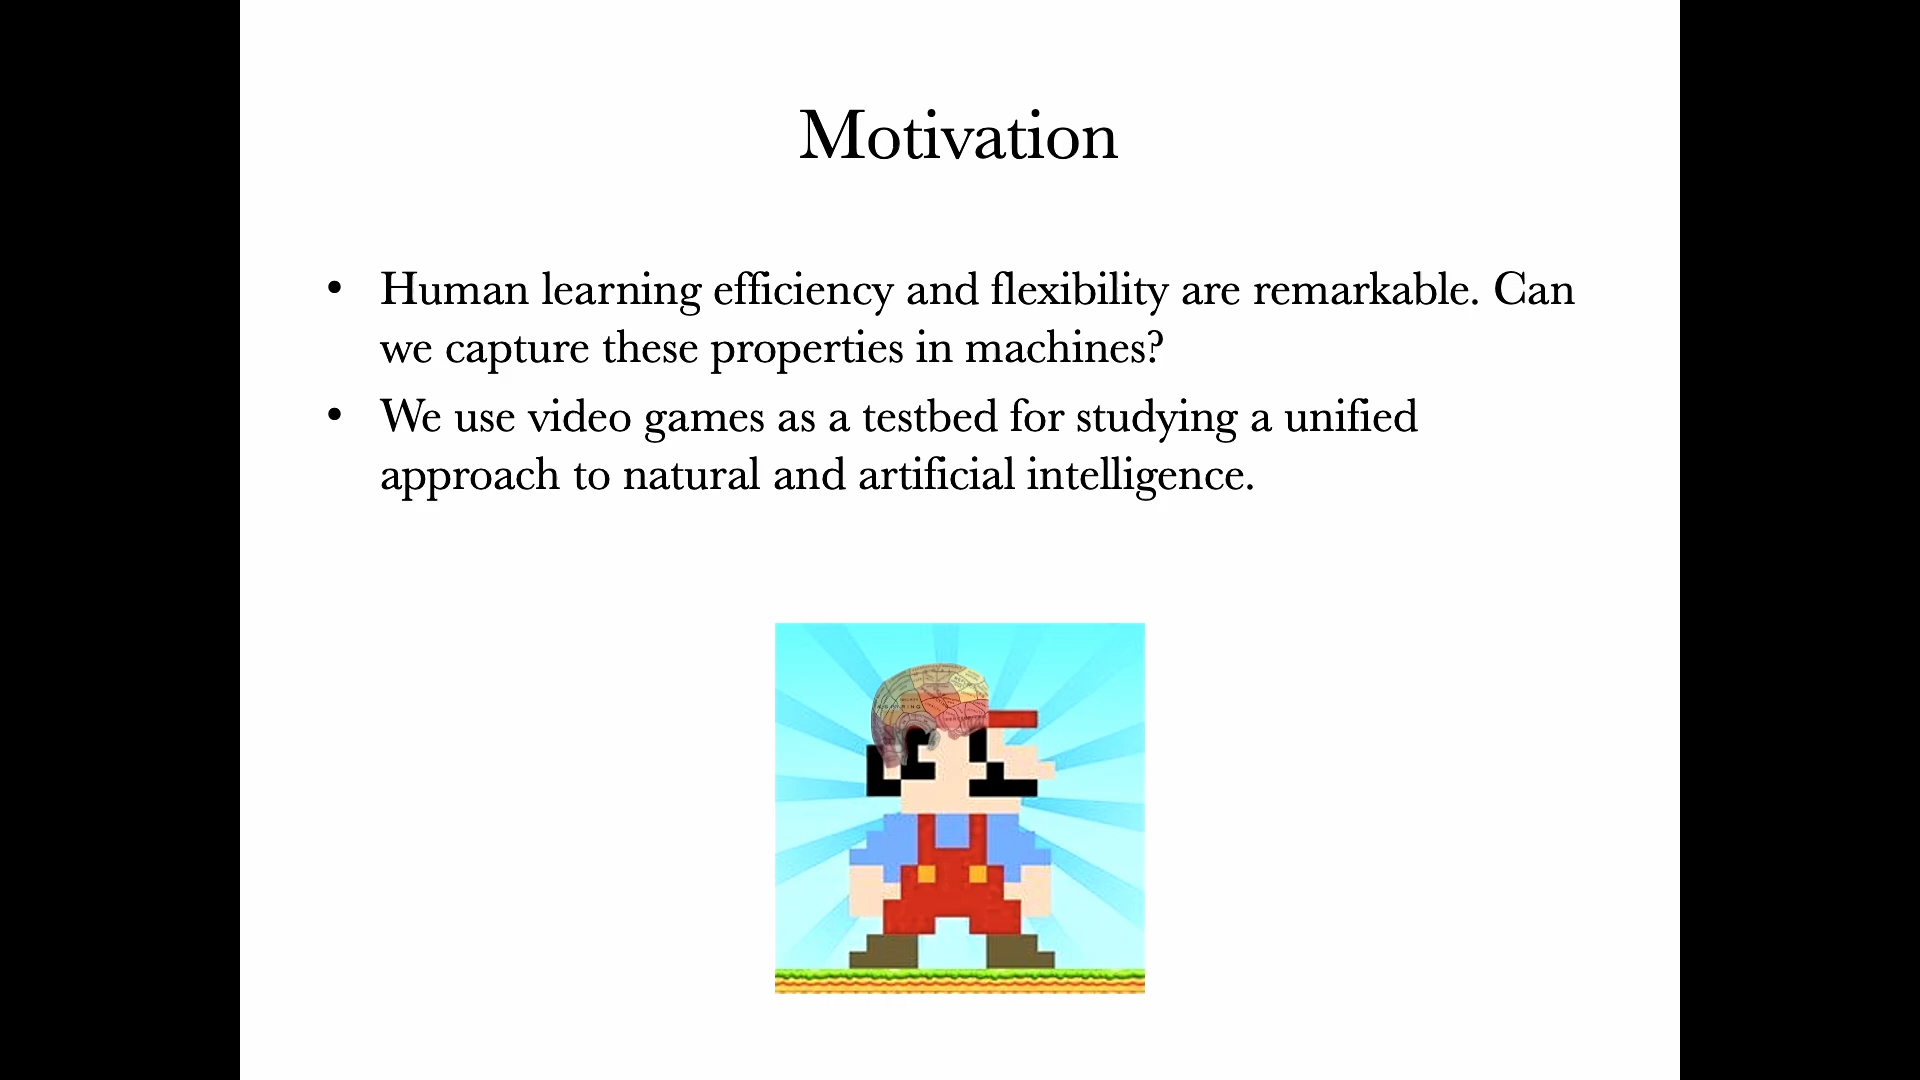 Motivation
• Human learning efficiency and flexibility are remarkable. Can
we capture these properties in machines?
• We use video games as a testbed for studying a unified
approach to natural and artificial intelligence.